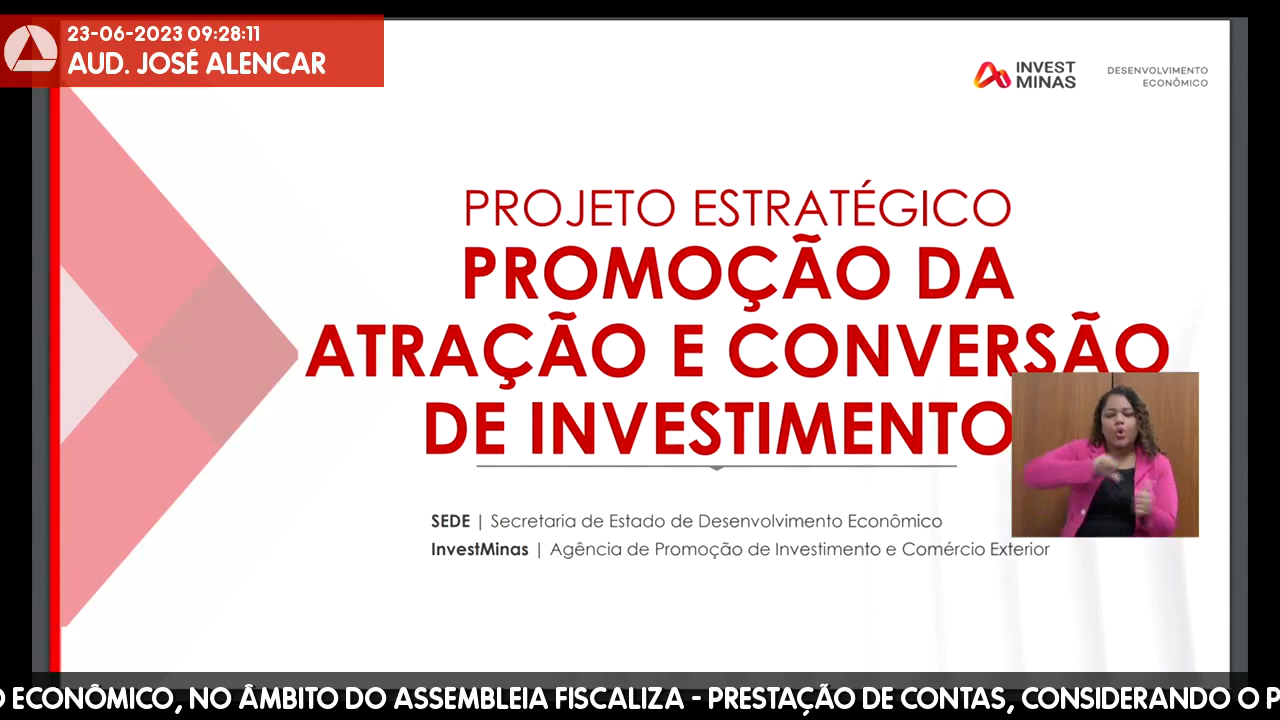 23-06-2023 09:28:11
AUD. JOSÉ ALENCAR
INVEST
MINAS
DESENVOLVIMENTO
ECONÔMICO
PROJETO ESTRATÉGICO
PROMOÇÃO DA
ATRAÇÃO E CONVERSÃO
DE INVESTIMENTO
SEDE | Secretaria de Estado de Desenvolvimento Econômico
InvestMinas | Agência de Promoção de Investimento e Comércio Exterior
O ECONÔMICO, NO ÂMBITO DO ASSEMBLEIA FISCALIZA - PRESTAÇÃO DE CONTAS, CONSIDERANDO O P